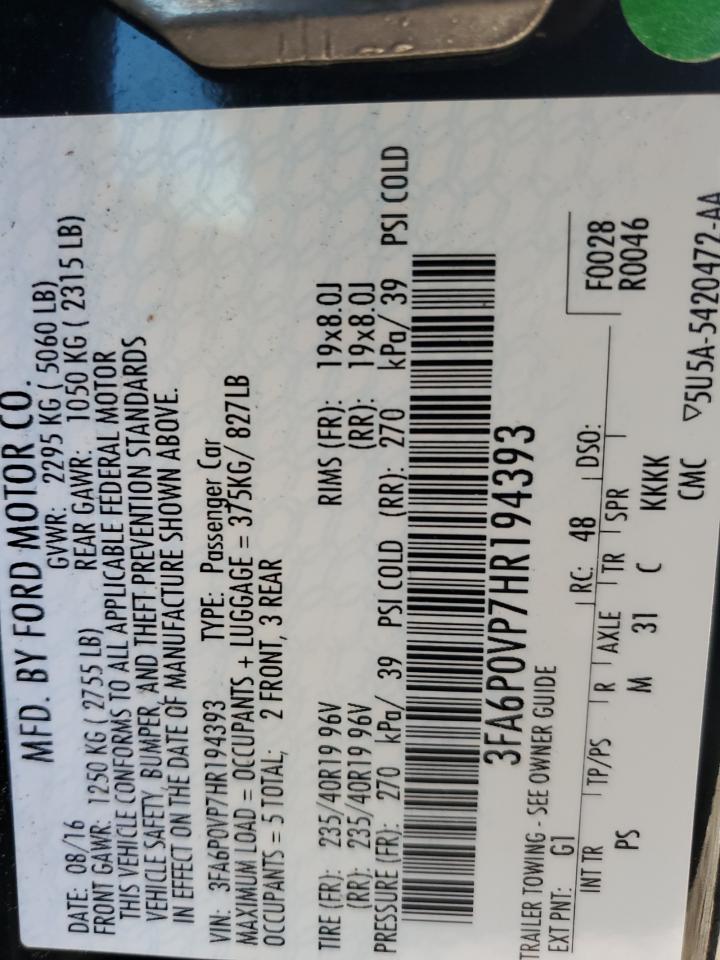 MFD. BY FORD MOTOR CO.
DATE: 08/16 GVWR: 2295 KG ( 5060 LB)
FRONT GAWR: 1250 KG ( 2755 LB) REAR GAWR: 1050 KG ( 2315 LB)
THIS VEHICLE CONFORMS TO ALL APPLICABLE FEDERAL MOTOR
VEHICLE SAFETY, BUMPER, AND THEFT PREVENTION STANDARDS
IN EFFECT ON THE DATE OF MANUFACTURE SHOWN ABOVE.
VIN: 3FA6P0VP7HR194393 TYPE: Passenger Car
MAXIMUM LOAD = OCCUPANTS + LUGGAGE = 375KG/ 827LB
OCCUPANTS = 5 TOTAL; 2 FRONT, 3 REAR
TIRE (FR): 235/40R19 96V RIMS (FR): 19x8.0J
(RR): 235/40R19 96V (RR): 19x8.0J
PRESSURE (FR): 270 kPa/ 39 PSI COLD (RR): 270 kPa/ 39 PSI COLD
3FA6P0VP7HR194393
TRAILER TOWING - SEE OWNER GUIDE
EXT PNT: G1 RC: 48 DSO: F0028
INT TR TP/PS R AXLE TR SPR R0046
PS M 31 C KKKK
CMC ▽5U5A-5420472-AA